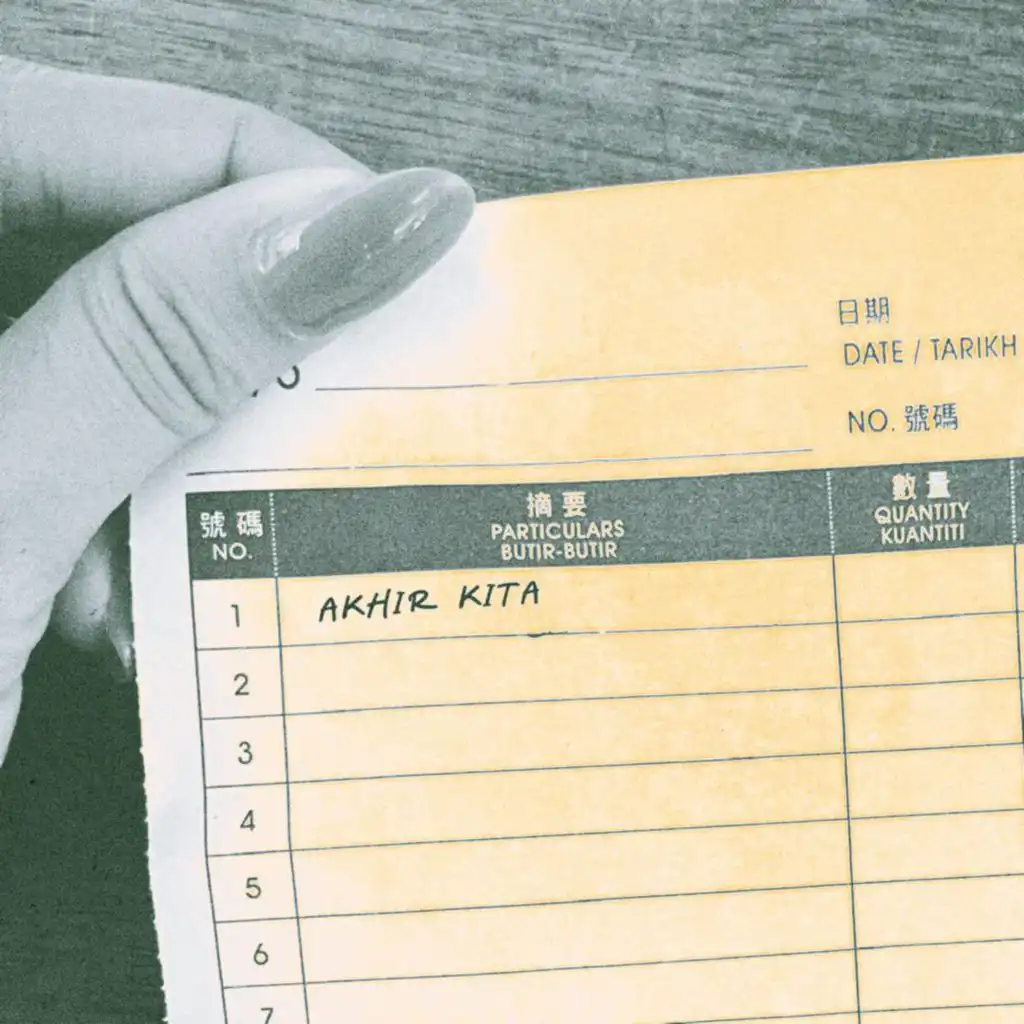 日期
DATE / TARIKH
NO. 號碼
號碼
NO.
摘要
PARTICULARS
BUTIR-BUTIR
數量
QUANTITY
KUANTITI
1 AKHIR KITA
2
3
4
5
6
7